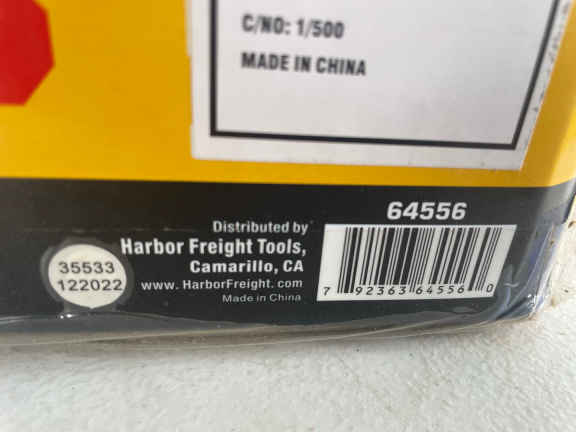 C/NO: 1/500
MADE IN CHINA
64556
Distributed by
Harbor Freight Tools,
Camarillo, CA
www.HarborFreight.com
Made in China
35533
122022
7 92363 64556 0